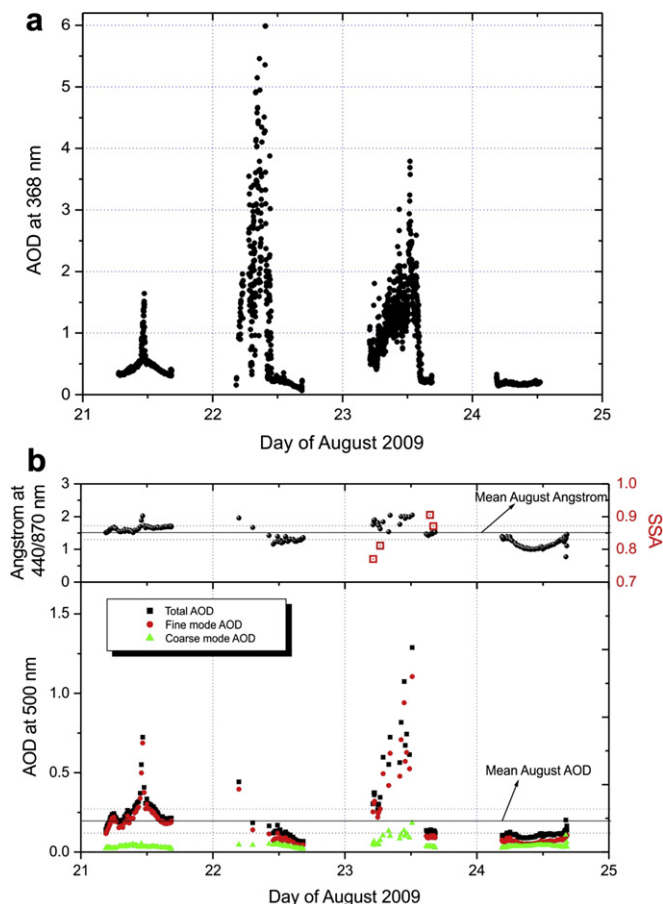 a
AOD at 368 nm
6
5
4
3
2
1
0
21 22 23 24 25
Day of August 2009
b
Angstrom at
440/870 nm
3
2
1
0
Mean August Angstrom
1.0
0.9
0.8
0.7
SSA
AOD at 500 nm
1.5
1.0
0.5
0.0
Total AOD
Fine mode AOD
Coarse mode AOD
Mean August AOD
21 22 23 24 25
Day of August 2009